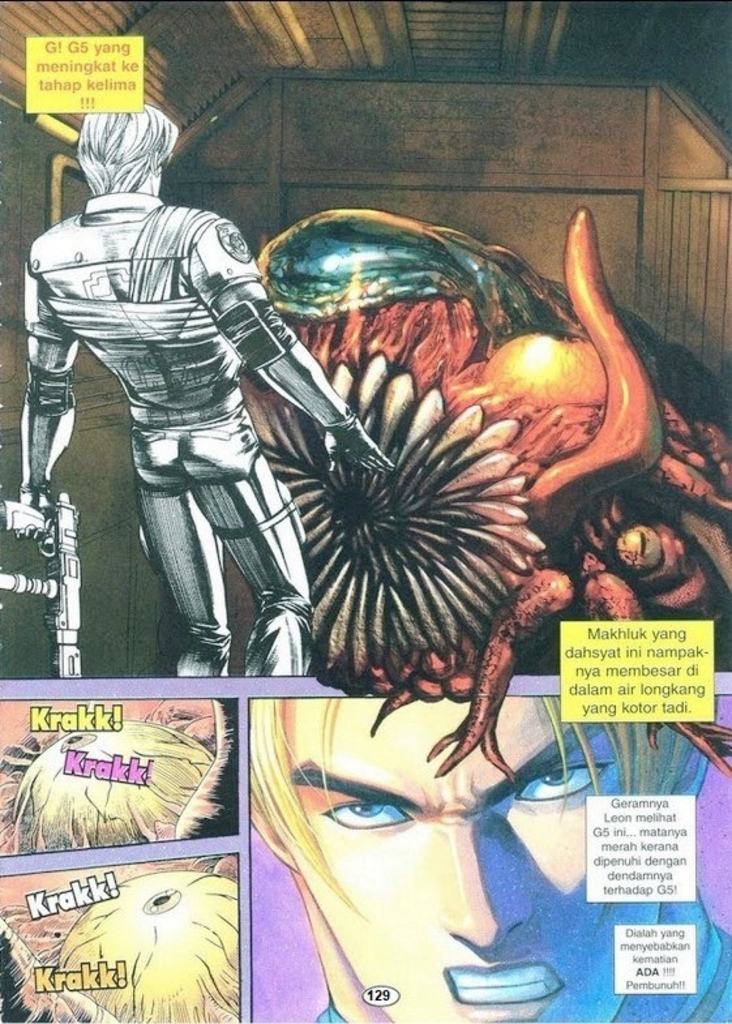 G! G5 yang
meningkat ke
tahap kelima
!!!
Makhluk yang
dahsyat ini nampak-
nya membesar di
dalam air longkang
yang kotor tadi.
Krakk!
Krakk!
Krakk!
Krakk!
Geramnya
Leon melihat
G5 ini... matanya
merah kerana
dipenuhi dengan
dendamnya
terhadap G5!
Dialah yang
menyebabkan
kematian
ADA !!!!
Pembunuh!!
129